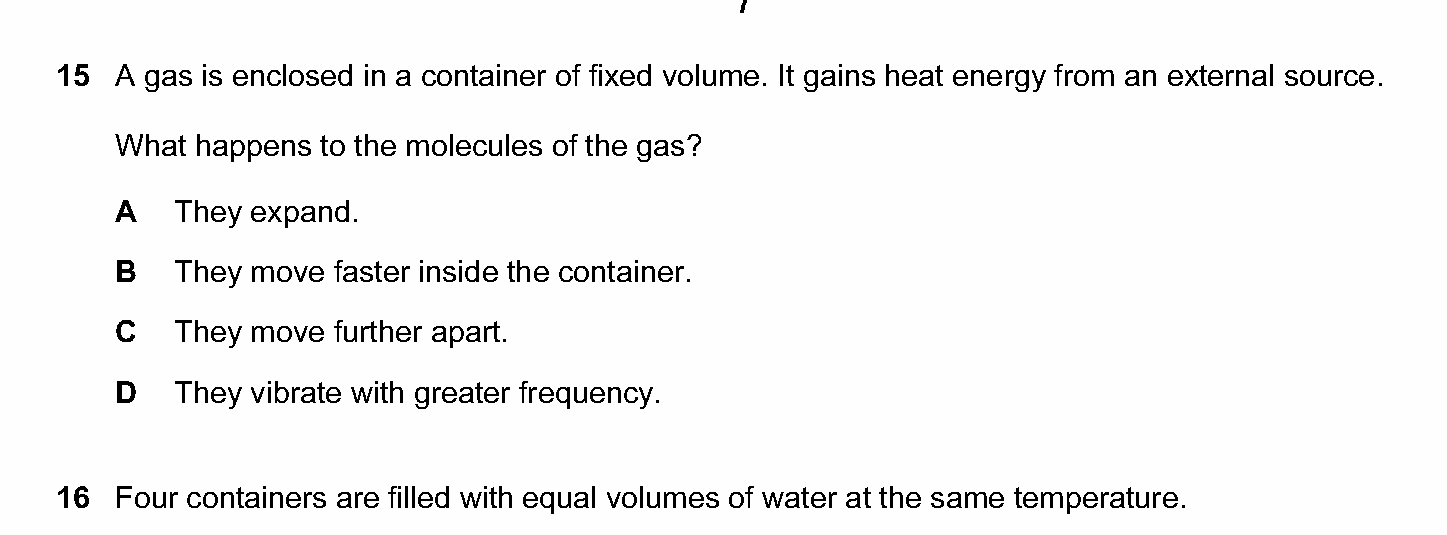 15 A gas is enclosed in a container of fixed volume. It gains heat energy from an external source.
What happens to the molecules of the gas?
A They expand.
B They move faster inside the container.
C They move further apart.
D They vibrate with greater frequency.
16 Four containers are filled with equal volumes of water at the same temperature.